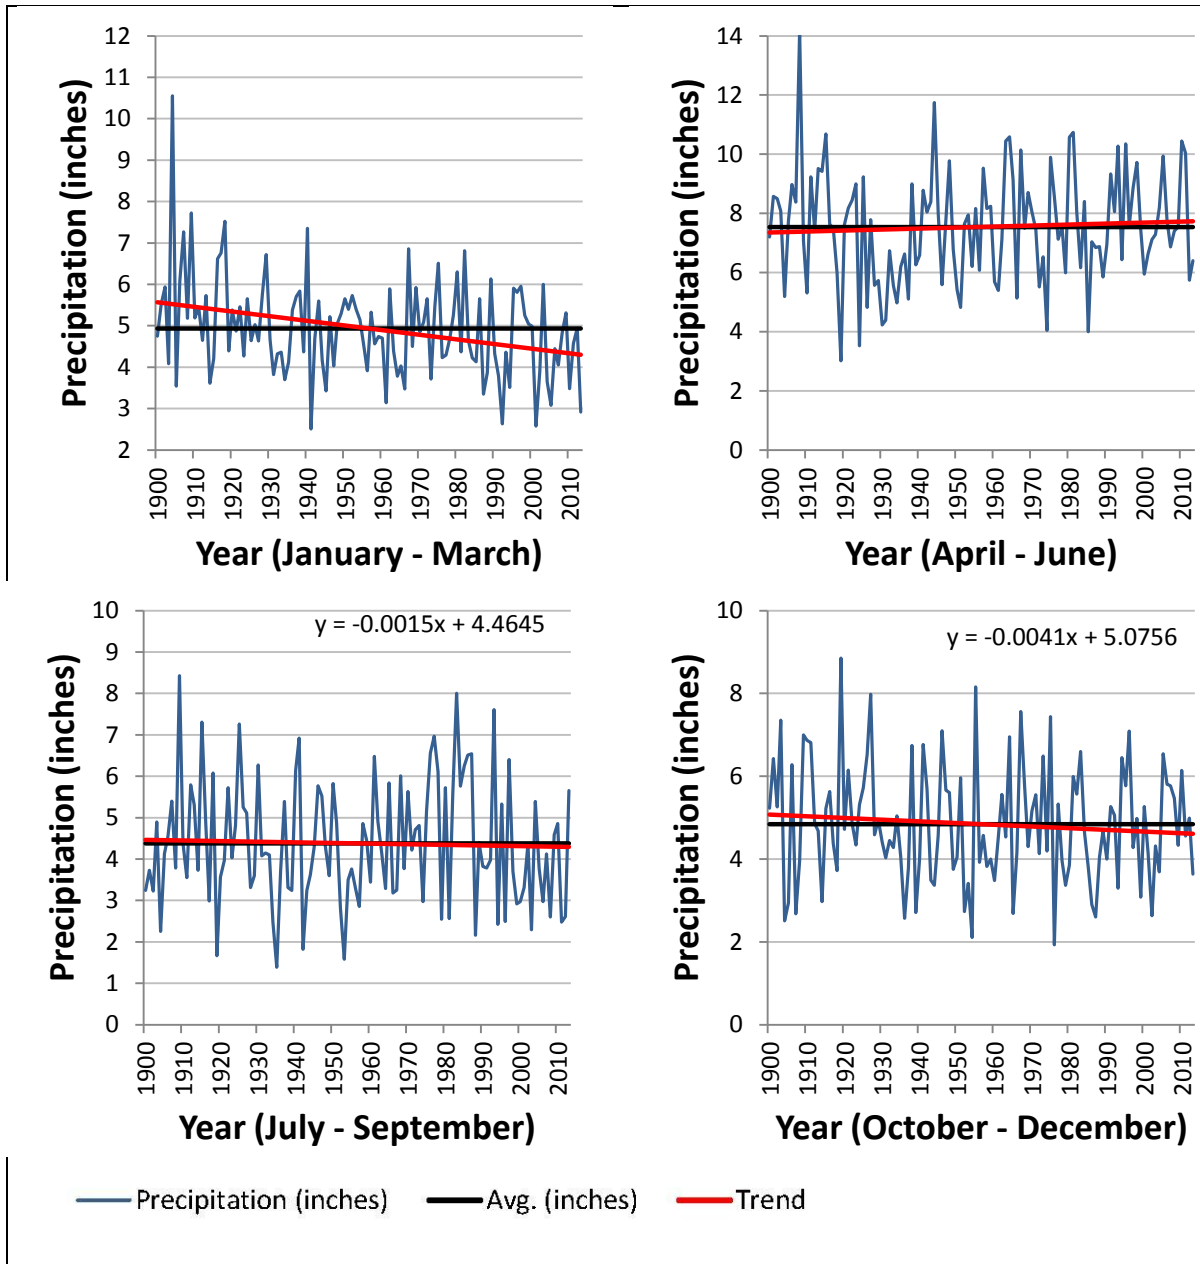 12
11
10
9
8
7
6
5
4
3
2
Precipitation (inches)
1900 1910 1920 1930 1940 1950 1960 1970 1980 1990 2000 2010
Year (January - March)
14
12
10
8
6
4
2
0
Precipitation (inches)
1900 1910 1920 1930 1940 1950 1960 1970 1980 1990 2000 2010
Year (April - June)
y = -0.0015x + 4.4645
10
9
8
7
6
5
4
3
2
1
0
Precipitation (inches)
1900 1910 1920 1930 1940 1950 1960 1970 1980 1990 2000 2010
Year (July - September)
y = -0.0041x + 5.0756
10
8
6
4
2
0
Precipitation (inches)
1900 1910 1920 1930 1940 1950 1960 1970 1980 1990 2000 2010
Year (October - December)
Precipitation (inches) Avg. (inches) Trend